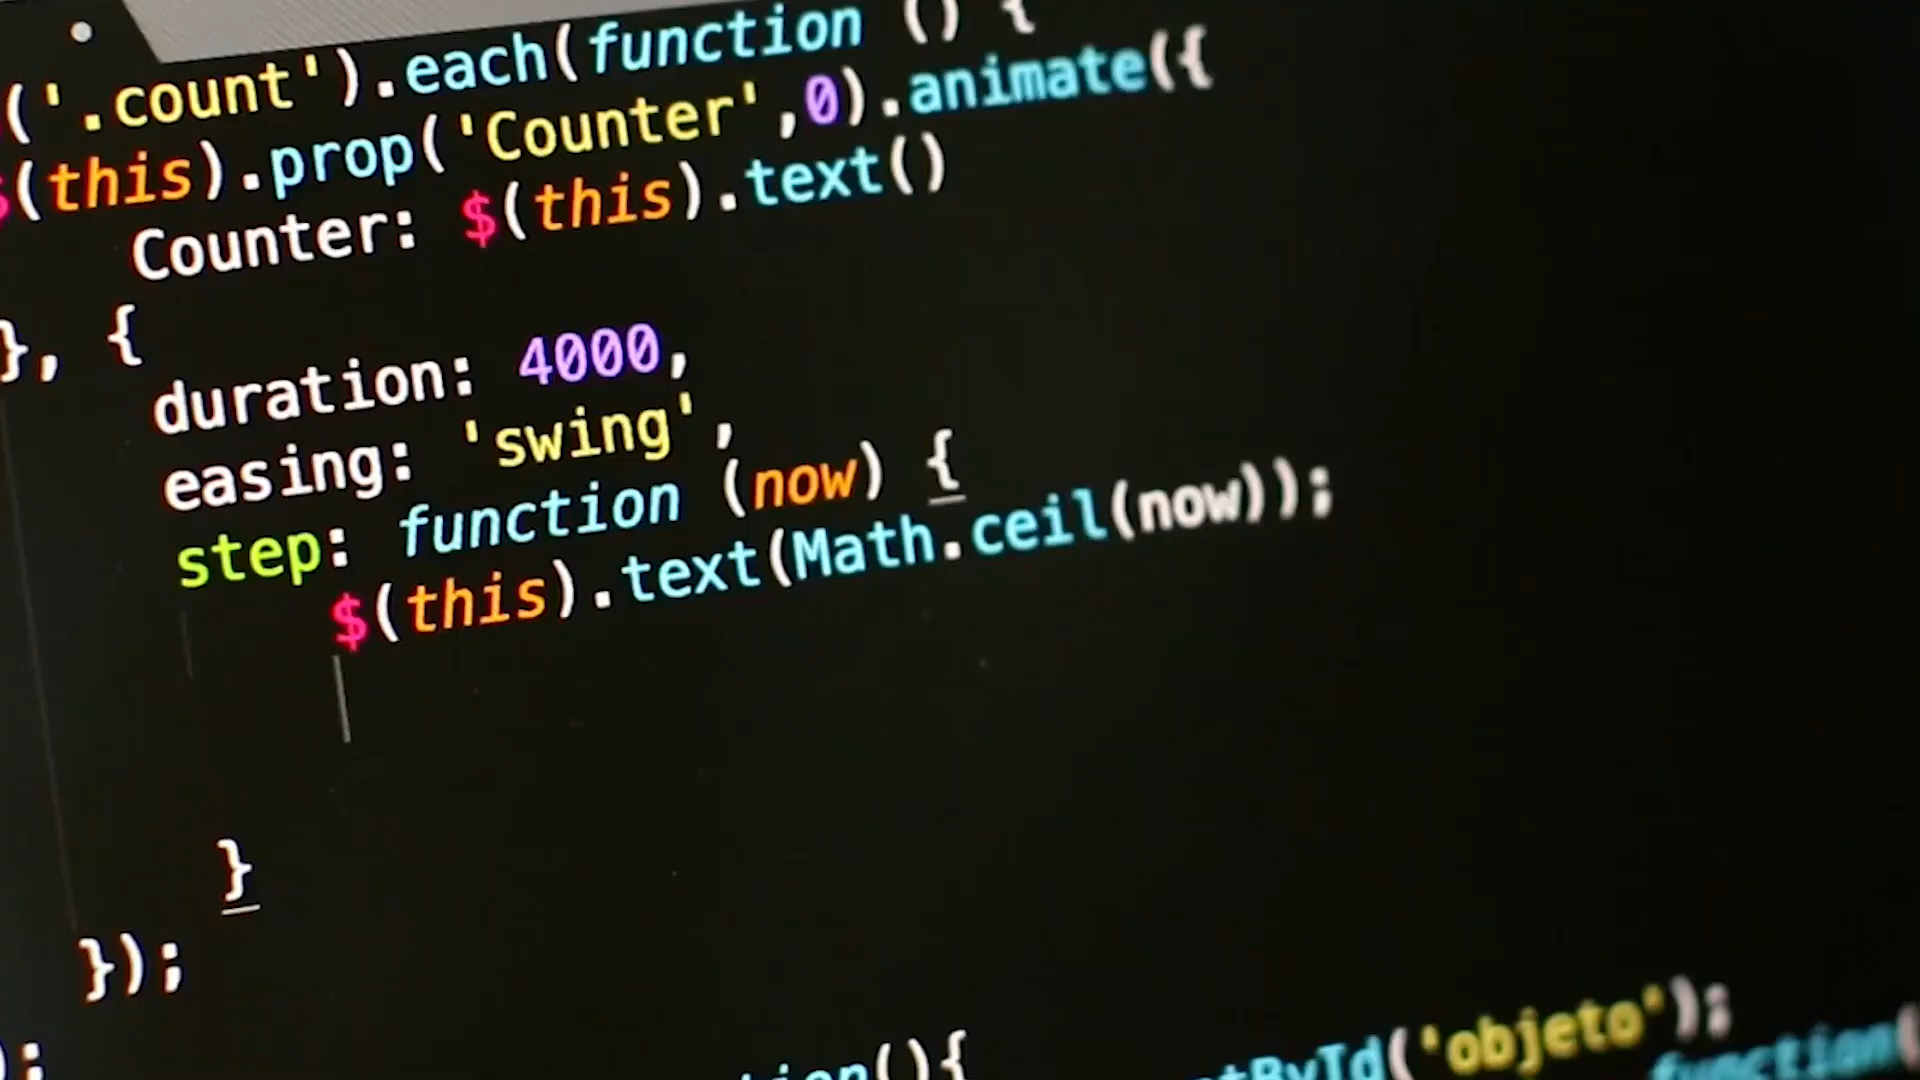 ('.count').each(function () {
$(this).prop('Counter',0).animate({
Counter: $(this).text()
}, {
duration: 4000,
easing: 'swing',
step: function (now) {
$(this).text(Math.ceil(now));
}
});
);
(){
('objeto');
function(